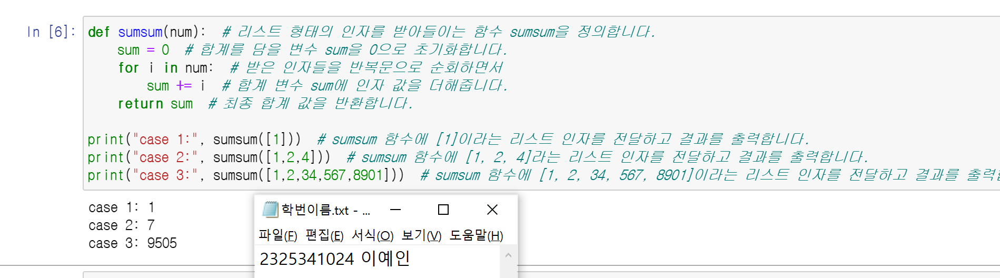 In [6]:
def sumsum(num):  # 리스트 형태의 인자를 받아들이는 함수 sumsum을 정의합니다.
    sum = 0  # 합계를 담을 변수 sum을 0으로 초기화합니다.
    for i in num:  # 받은 인자들을 반복문으로 순회하면서
        sum += i  # 합계 변수 sum에 인자 값을 더해줍니다.
    return sum  # 최종 합계 값을 반환합니다.
print("case 1:", sumsum([1]))  # sumsum 함수에 [1]이라는 리스트 인자를 전달하고 결과를 출력합니다.
print("case 2:", sumsum([1,2,4]))  # sumsum 함수에 [1, 2, 4]라는 리스트 인자를 전달하고 결과를 출력합니다.
print("case 3:", sumsum([1,2,34,567,8901]))  # sumsum 함수에 [1, 2, 34, 567, 8901]이라는 리스트 인자를 전달하고 결과를
case 1: 1
case 2: 7
case 3: 9505
학번이름.txt - ...
파일(F) 편집(E) 서식(O) 보기(V) 도움말(H)
2325341024 이예인